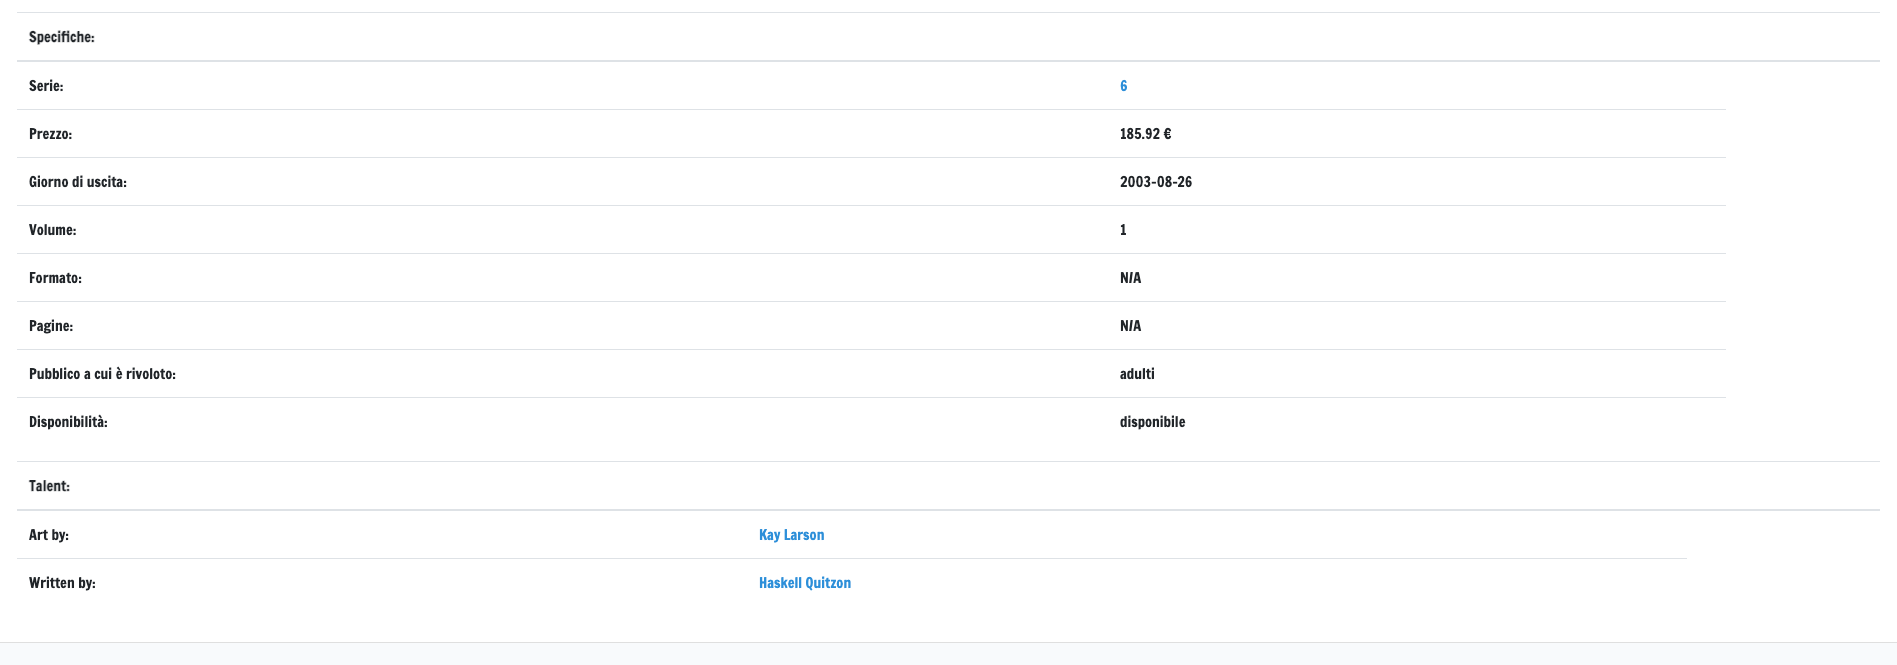 Specifiche:
Serie: 6
Prezzo: 185.92 €
Giorno di uscita: 2003-08-26
Volume: 1
Formato: N/A
Pagine: N/A
Pubblico a cui è rivoloto: adulti
Disponibilità: disponibile
Talent:
Art by: Kay Larson
Written by: Haskell Quitzon